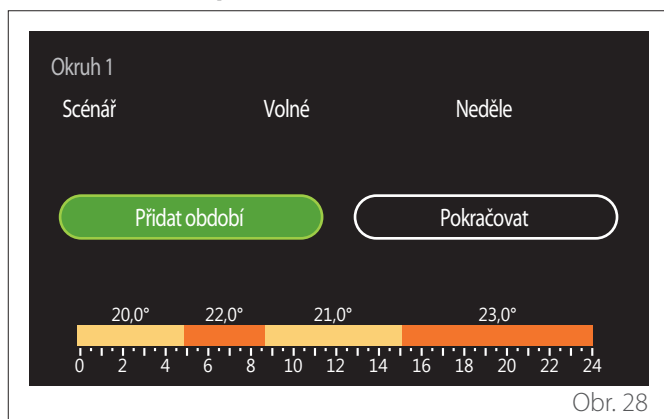 Okruh 1
Scénář Volné Neděle
Přidat období Pokračovat
20,0° 22,0° 21,0° 23,0°
0 2 4 6 8 10 12 14 16 18 20 22 24
Obr. 28